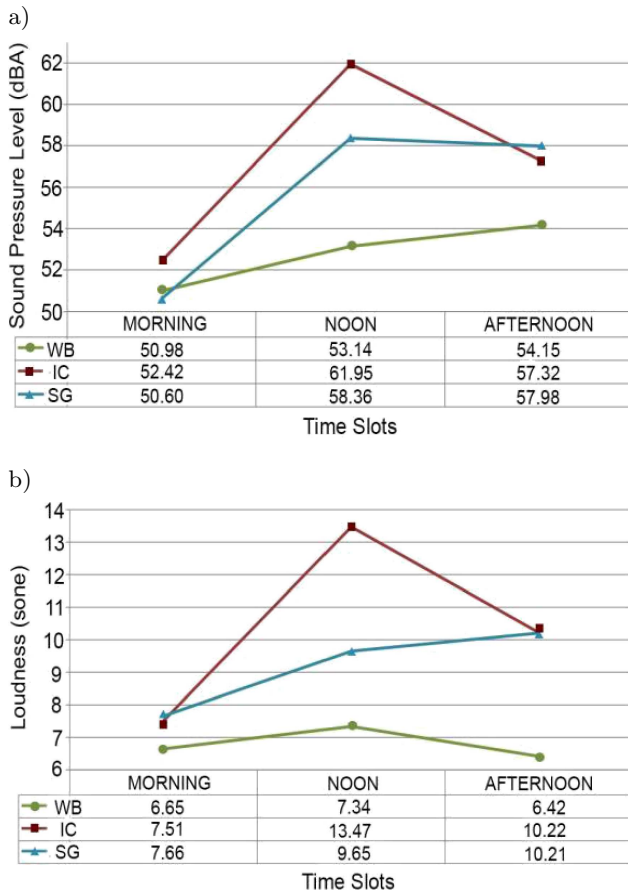 a)
Sound Pressure Level (dBA)
62
60
58
56
54
52
50
MORNING NOON AFTERNOON
WB 50.98 53.14 54.15
IC 52.42 61.95 57.32
SG 50.60 58.36 57.98
Time Slots
b)
Loudness (sone)
14
13
12
11
10
9
8
7
6
MORNING NOON AFTERNOON
WB 6.65 7.34 6.42
IC 7.51 13.47 10.22
SG 7.66 9.65 10.21
Time Slots